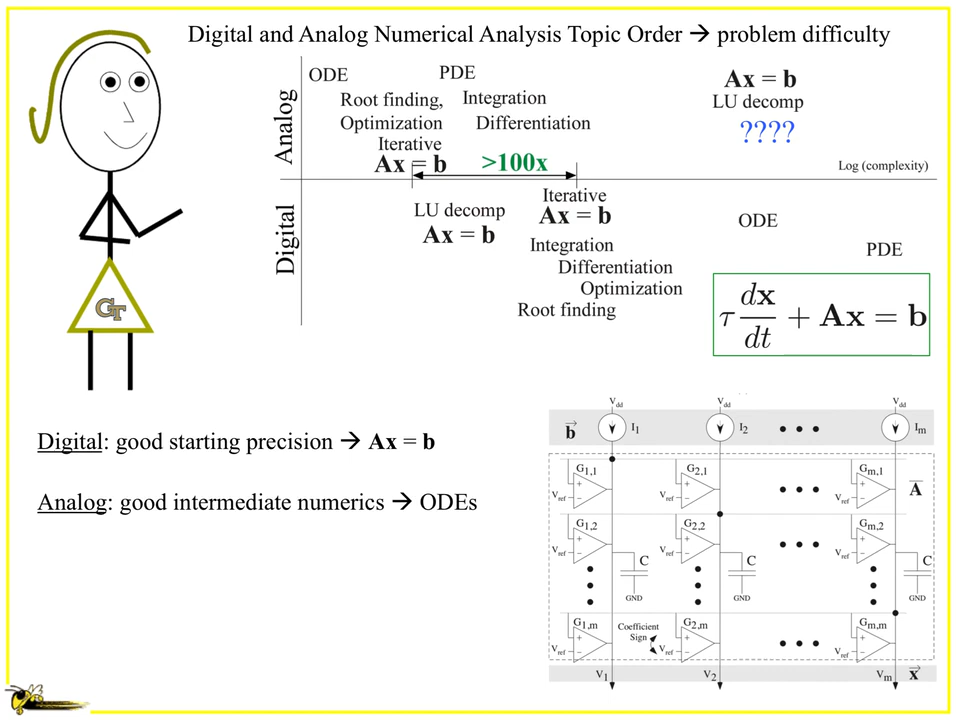 Digital and Analog Numerical Analysis Topic Order → problem difficulty
Analog
ODE
PDE
Root finding,
Optimization
Iterative
Ax = b
Integration
Differentiation
>100x
Ax = b
LU decomp
????
Log (complexity)
Digital
LU decomp
Ax = b
Iterative
Ax = b
Integration
Differentiation
Optimization
Root finding
ODE
PDE
τ dx/dt + Ax = b
GT
Digital: good starting precision → Ax = b
Analog: good intermediate numerics → ODEs
Vdd Vdd Vdd
b I1 I2 Im
G1,1 G2,1 Gm,1
+ + +
Vref − Vref − Vref − A
G1,2 G2,2 Gm,2
+ + +
Vref − Vref − Vref −
C C C
GND GND GND
G1,m Coefficient Sign G2,m Gm,m
+ + +
Vref − Vref − Vref −
V1 V2 Vm x